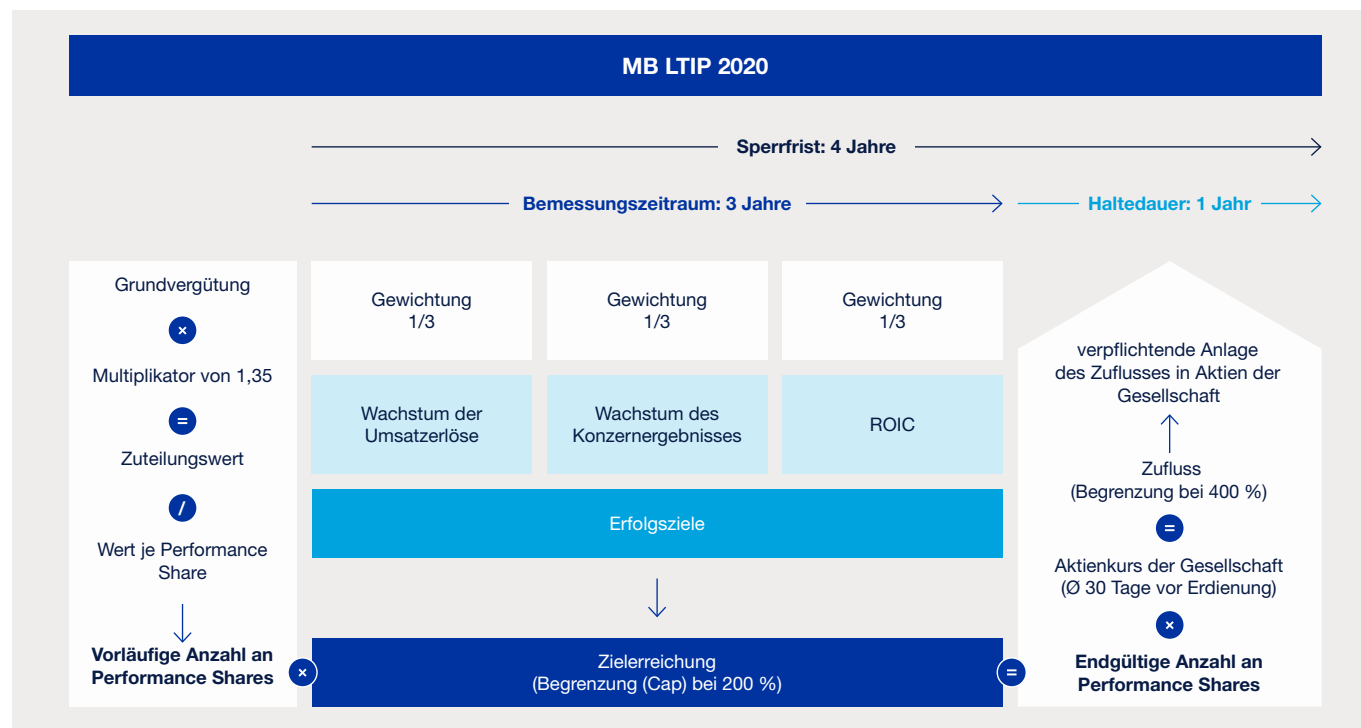 MB LTIP 2020
Sperrfrist: 4 Jahre
Bemessungszeitraum: 3 Jahre
Haltedauer: 1 Jahr
Grundvergütung
×
Multiplikator von 1,35
=
Zuteilungswert
/
Wert je Performance
Share
Vorläufige Anzahl an
Performance Shares
×
Gewichtung
1/3
Gewichtung
1/3
Gewichtung
1/3
Wachstum der
Umsatzerlöse
Wachstum des
Konzernergebnisses
ROIC
Erfolgsziele
Zielerreichung
(Begrenzung (Cap) bei 200 %)
=
verpflichtende Anlage
des Zuflusses in Aktien der
Gesellschaft
Zufluss
(Begrenzung bei 400 %)
=
Aktienkurs der Gesellschaft
(Ø 30 Tage vor Erdienung)
×
Endgültige Anzahl an
Performance Shares